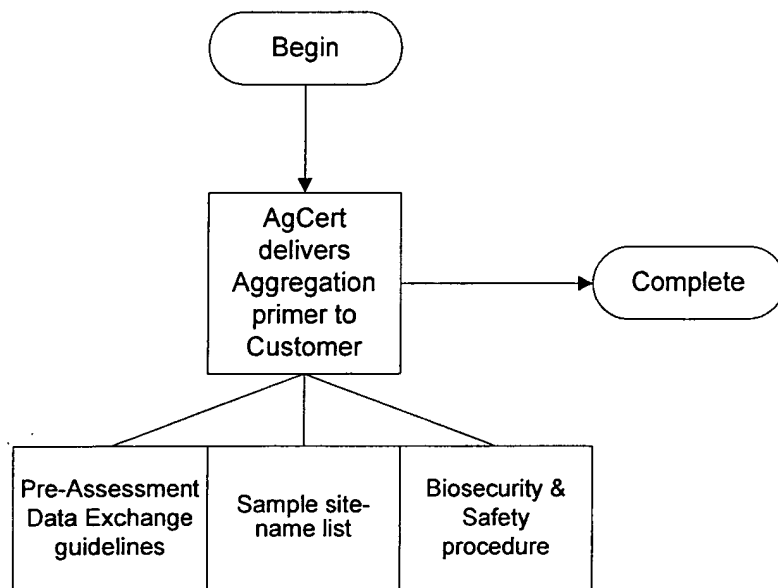 Begin
AgCert
delivers
Aggregation
primer to
Customer
Complete
Pre-Assessment
Data Exchange
guidelines
Sample site-
name list
Biosecurity &
Safety
procedure